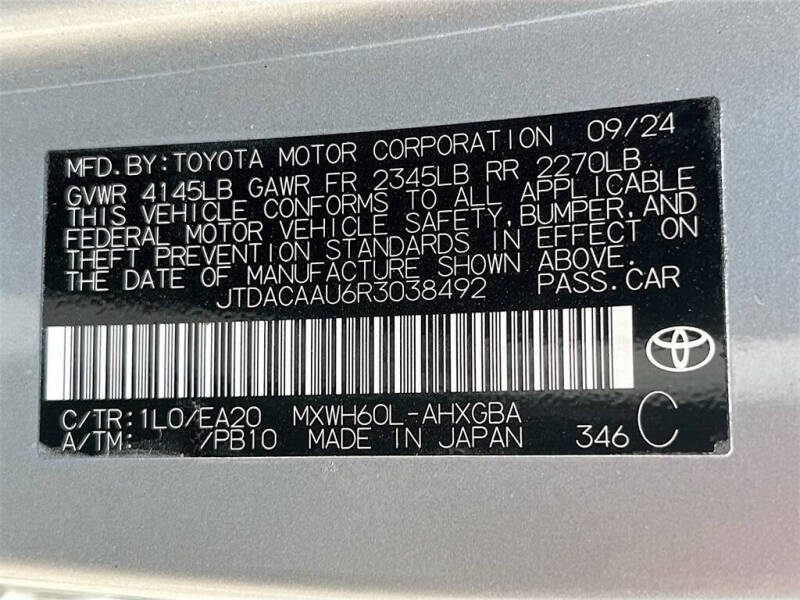 MFD.BY:TOYOTA MOTOR CORPORATION 09/24
GVWR 4145LB GAWR FR 2345LB RR 2270LB
THIS VEHICLE CONFORMS TO ALL APPLICABLE
FEDERAL MOTOR VEHICLE SAFETY,BUMPER,AND
THEFT PREVENTION STANDARDS IN EFFECT ON
THE DATE OF MANUFACTURE SHOWN ABOVE.
JTDACAAU6R3038492 PASS.CAR
C/TR:1L0/EA20 MXWH60L-AHXGBA
A/TM: /PB10 MADE IN JAPAN 346 C